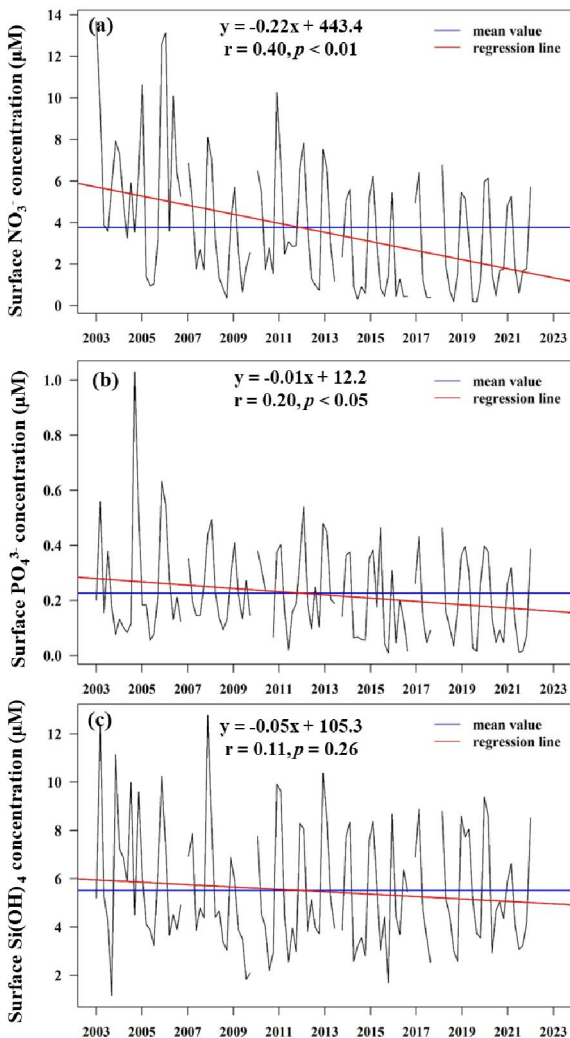 (a)
y = -0.22x + 443.4
r = 0.40, p < 0.01
mean value
regression line
Surface NO₃⁻ concentration (μM)
14
12
10
8
6
4
2
0
2003 2005 2007 2009 2011 2013 2015 2017 2019 2021 2023
(b)
y = -0.01x + 12.2
r = 0.20, p < 0.05
mean value
regression line
Surface PO₄³⁻ concentration (μM)
1.0
0.8
0.6
0.4
0.2
0.0
2003 2005 2007 2009 2011 2013 2015 2017 2019 2021 2023
(c)
y = -0.05x + 105.3
r = 0.11, p = 0.26
mean value
regression line
Surface Si(OH)₄ concentration (μM)
12
10
8
6
4
2
2003 2005 2007 2009 2011 2013 2015 2017 2019 2021 2023